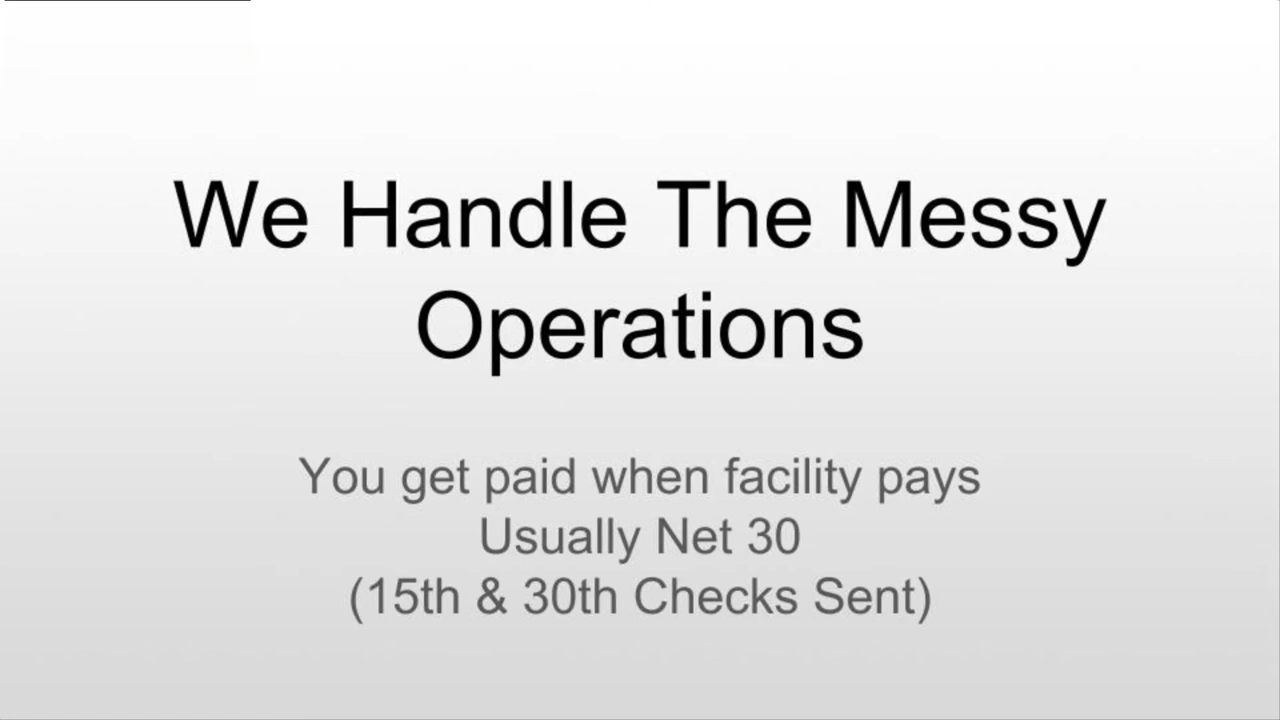 We Handle The Messy
Operations
You get paid when facility pays
Usually Net 30
(15th & 30th Checks Sent)